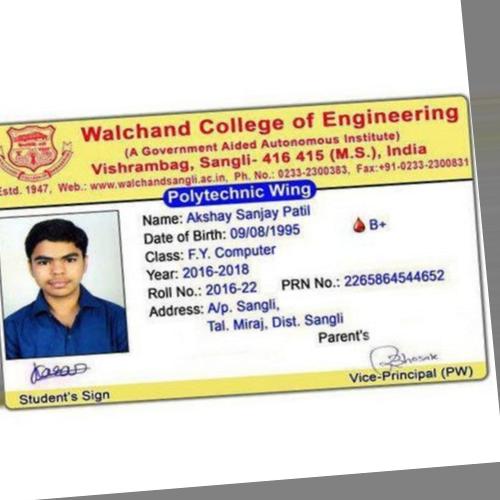 Walchand College of Engineering
(A Government Aided Autonomous Institute)
Vishrambag, Sangli- 416 415 (M.S.), India
Estd. 1947, Web.: www.walchandsangli.ac.in, Ph. No.: 0233-2300383, Fax:+91-0233-2300831
Polytechnic Wing
Name: Akshay Sanjay Patil
B+
Date of Birth: 09/08/1995
Class: F.Y. Computer
Year: 2016-2018
Roll No.: 2016-22 PRN No.: 2265864544652
Address: A/p. Sangli,
Tal. Miraj, Dist. Sangli
Parent's
Student's Sign
Vice-Principal (PW)